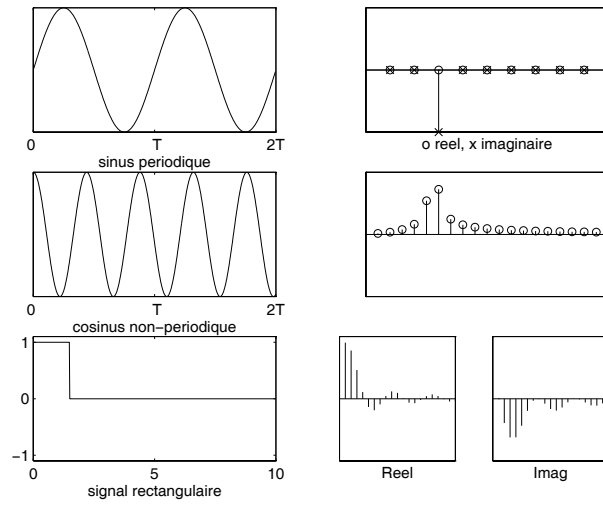 0 T 2T
sinus periodique
o reel, x imaginaire
0 T 2T
cosinus non-periodique
1
0
-1
0 5 10
signal rectangulaire
Reel
Imag